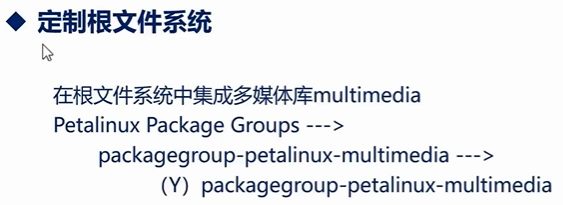 ◆ 定制根文件系统
在根文件系统中集成多媒体库multimedia
Petalinux Package Groups --->
packagegroup-petalinux-multimedia --->
（Y）packagegroup-petalinux-multimedia